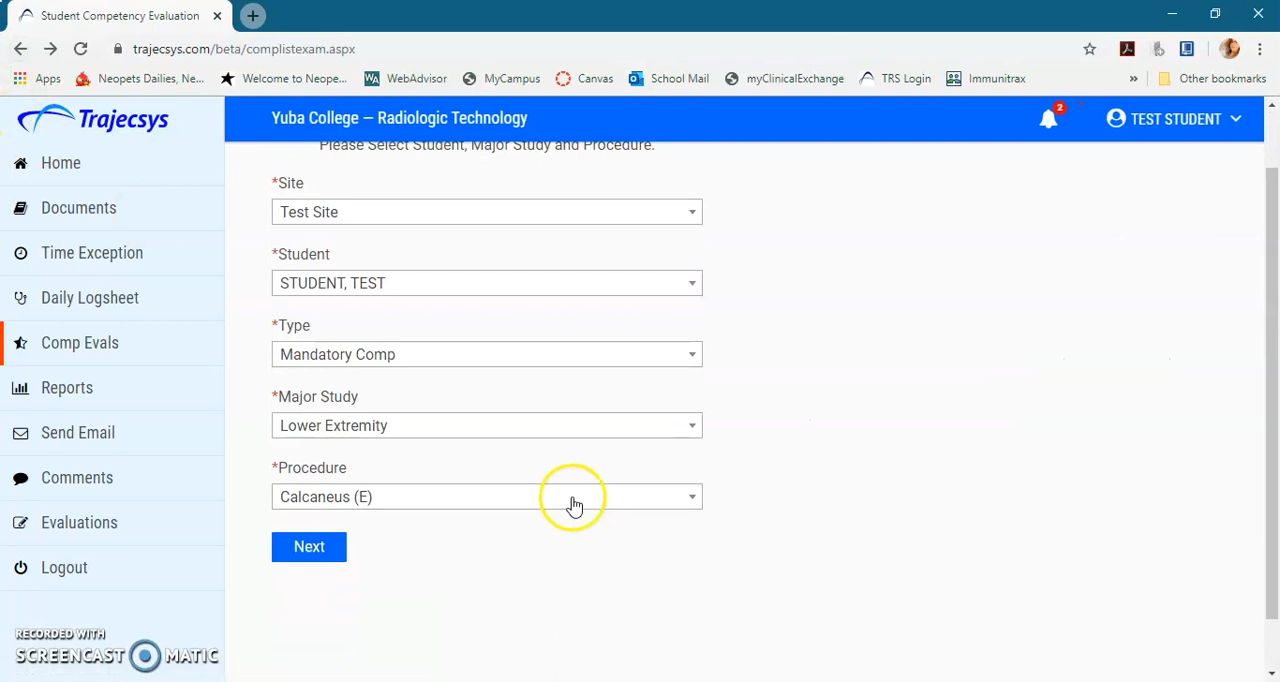 Student Competency Evaluation
trajecsys.com/beta/complistexam.aspx
Apps
Neopets Dailies, Ne...
Welcome to Neope...
WA WebAdvisor
MyCampus
Canvas
School Mail
myClinicalExchange
TRS Login
Immunitrax
»
Other bookmarks
Trajecsys
Yuba College – Radiologic Technology
2
TEST STUDENT
Home
Documents
Time Exception
Daily Logsheet
Comp Evals
Reports
Send Email
Comments
Evaluations
Logout
Please Select Student, Major Study and Procedure.
*Site
Test Site
*Student
STUDENT, TEST
*Type
Mandatory Comp
*Major Study
Lower Extremity
*Procedure
Calcaneus (E)
Next
RECORDED WITH
SCREENCAST MATIC